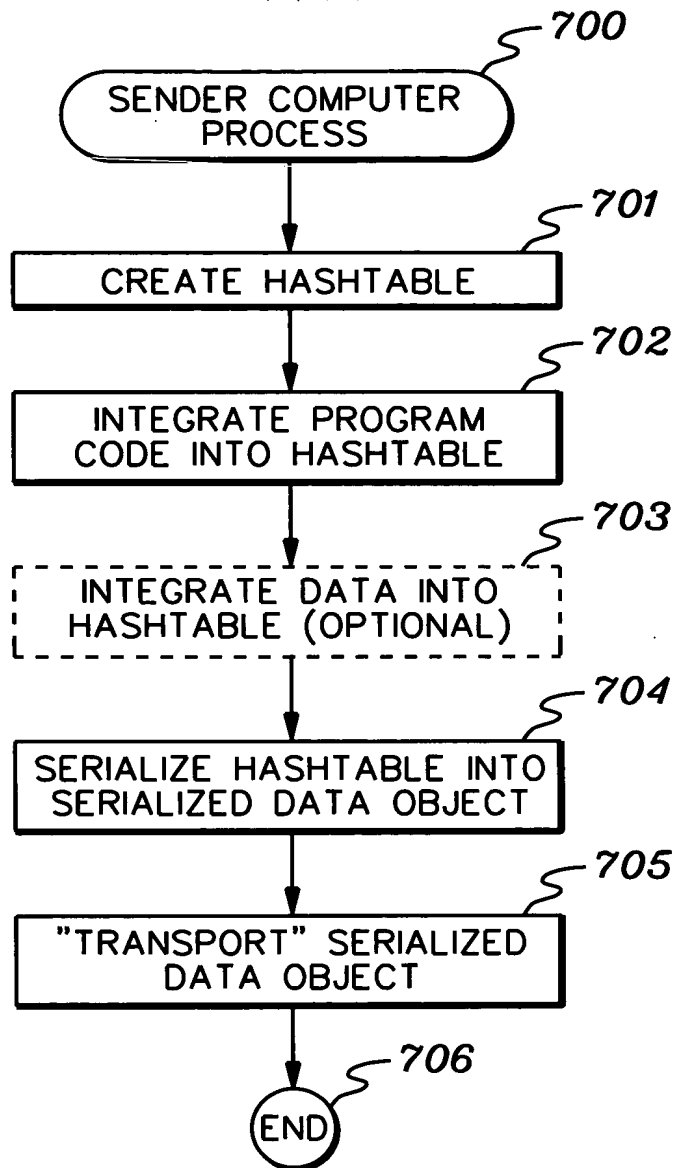 700
SENDER COMPUTER
PROCESS
701
CREATE HASHTABLE
702
INTEGRATE PROGRAM
CODE INTO HASHTABLE
703
INTEGRATE DATA INTO
HASHTABLE (OPTIONAL)
704
SERIALIZE HASHTABLE INTO
SERIALIZED DATA OBJECT
705
"TRANSPORT" SERIALIZED
DATA OBJECT
706
END